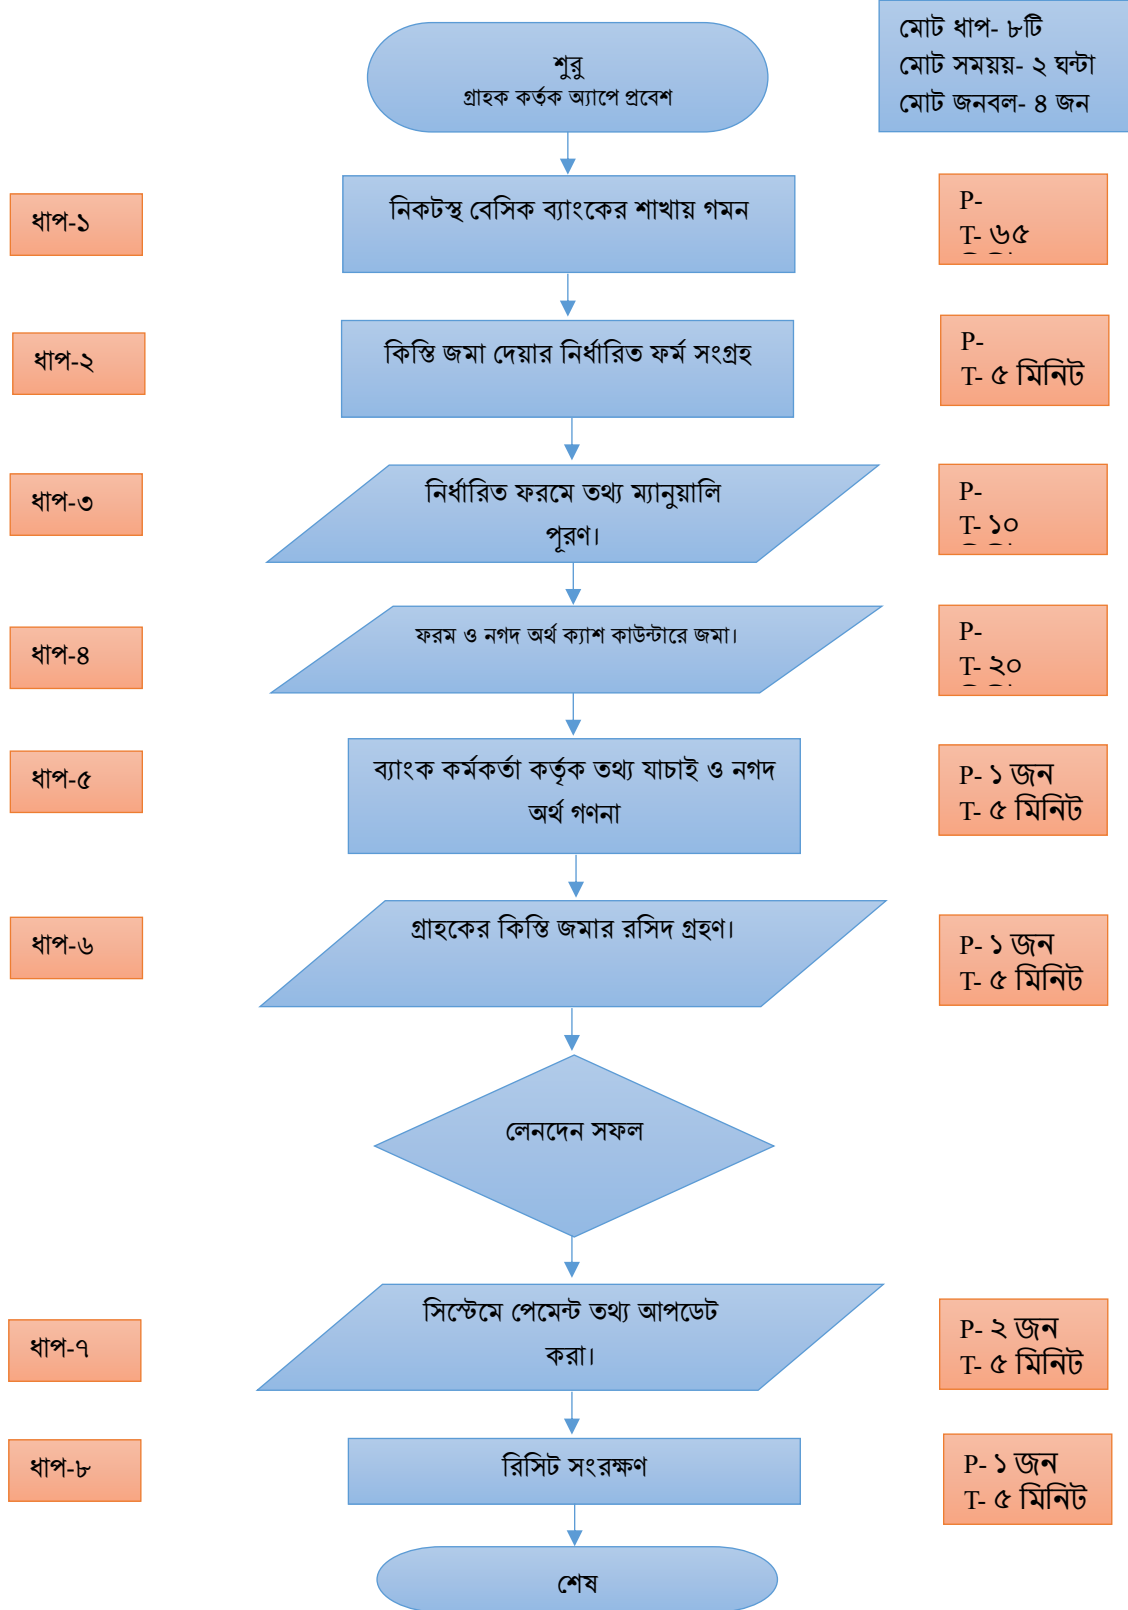 মোট ধাপ- ৮টি
মোট সময়য়- ২ ঘন্টা
মোট জনবল- ৪ জন
শুরু
গ্রাহক কর্তৃক অ্যাপে প্রবেশ
ধাপ-১
নিকটস্থ বেসিক ব্যাংকের শাখায় গমন
P-
T- ৬৫
ধাপ-২
কিস্তি জমা দেয়ার নির্ধারিত ফর্ম সংগ্রহ
P-
T- ৫ মিনিট
ধাপ-৩
নির্ধারিত ফরমে তথ্য ম্যানুয়ালি
পূরণ।
P-
T- ১০
ধাপ-৪
ফরম ও নগদ অর্থ ক্যাশ কাউন্টারে জমা।
P-
T- ২০
ধাপ-৫
ব্যাংক কর্মকর্তা কর্তৃক তথ্য যাচাই ও নগদ
অর্থ গণনা
P- ১ জন
T- ৫ মিনিট
ধাপ-৬
গ্রাহকের কিস্তি জমার রসিদ গ্রহণ।
P- ১ জন
T- ৫ মিনিট
লেনদেন সফল
ধাপ-৭
সিস্টেমে পেমেন্ট তথ্য আপডেট
করা।
P- ২ জন
T- ৫ মিনিট
ধাপ-৮
রিসিট সংরক্ষণ
P- ১ জন
T- ৫ মিনিট
শেষ